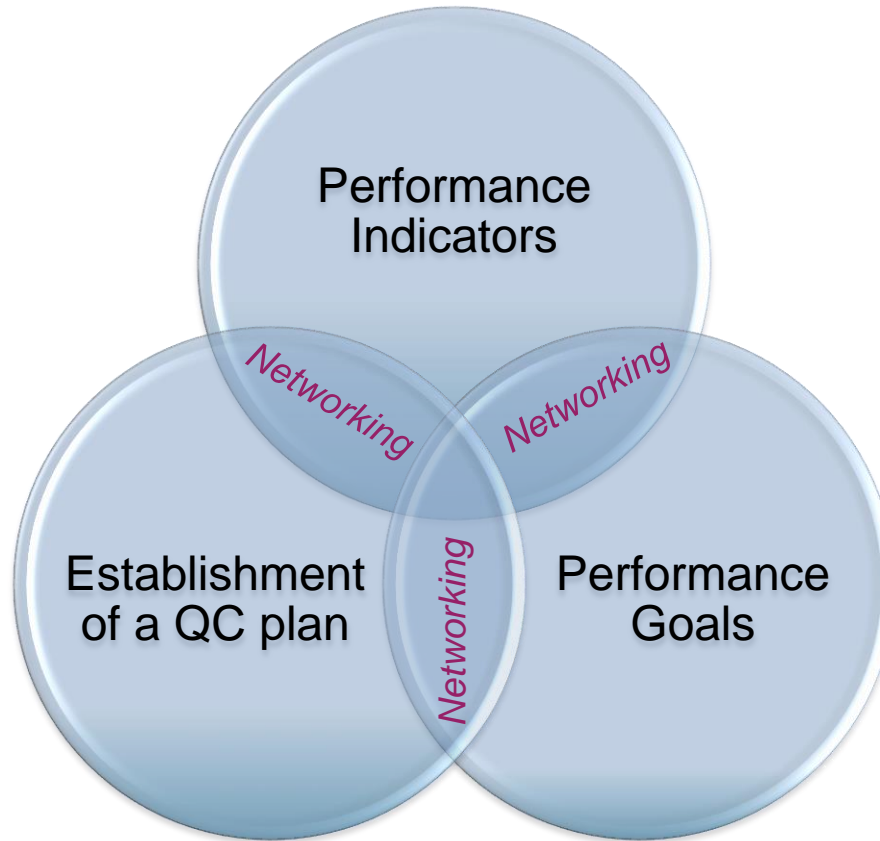 Performance
Indicators
Networking
Networking
Establishment
of a QC plan
Networking
Performance
Goals